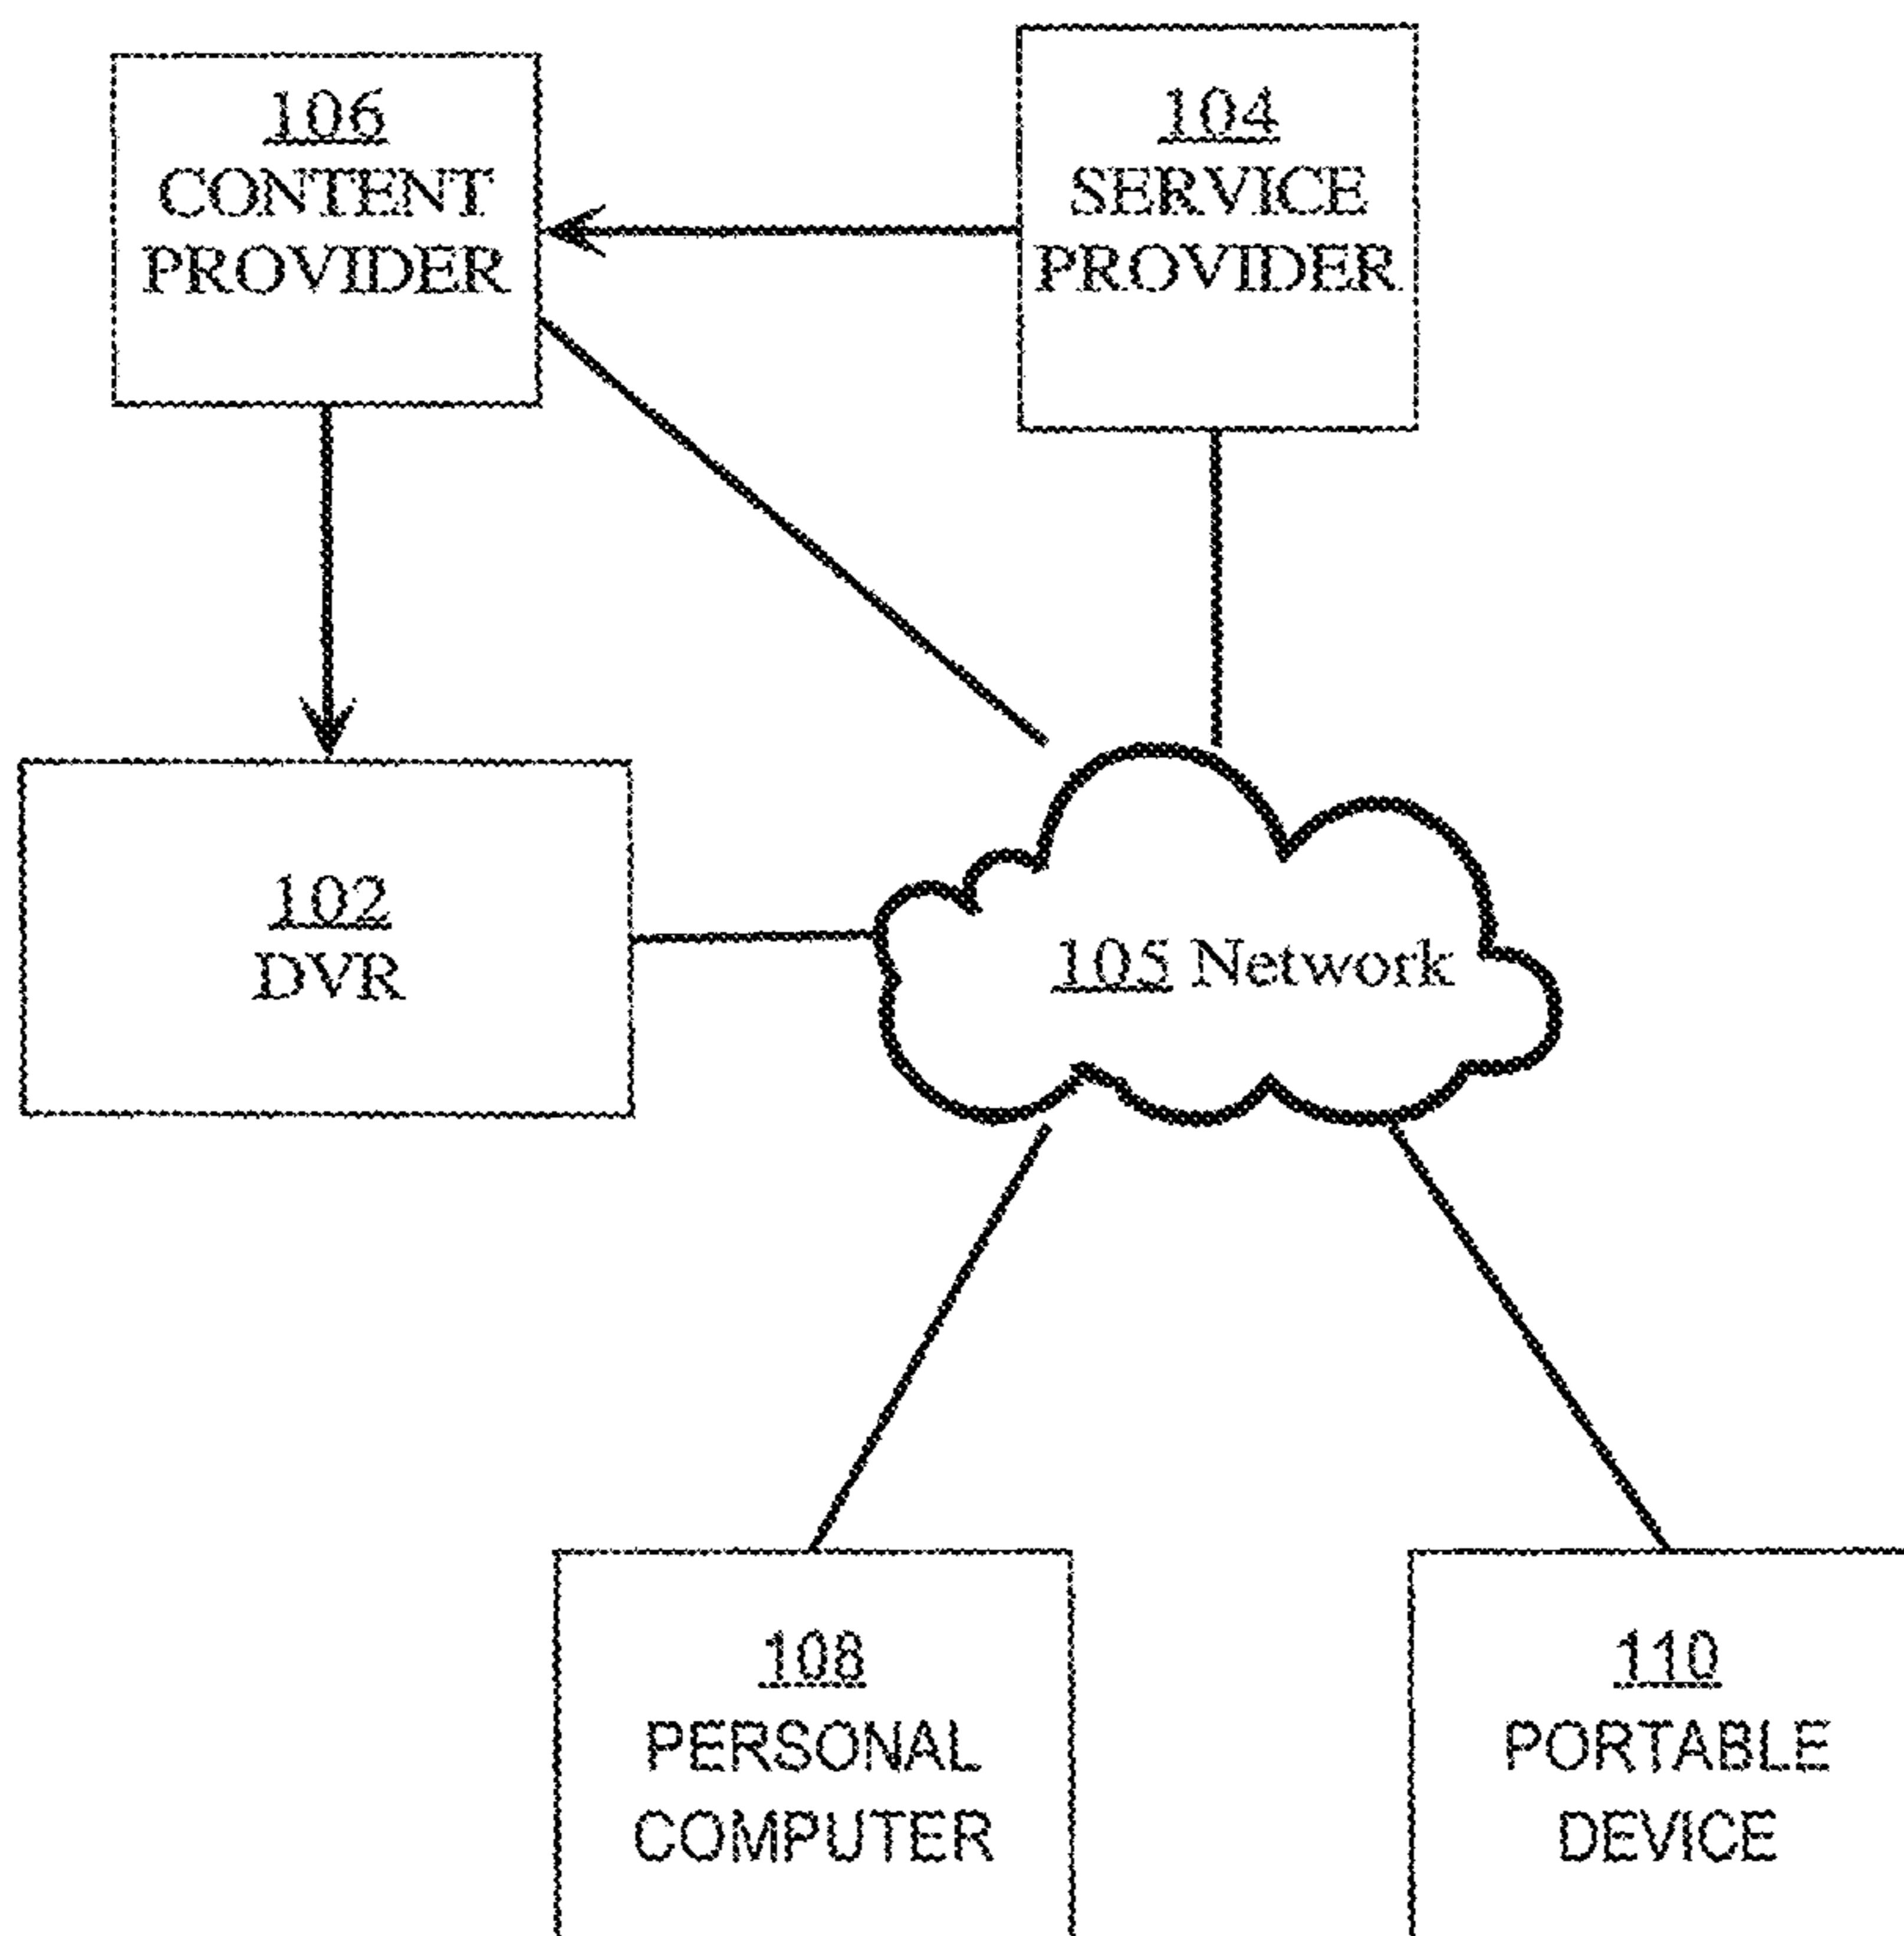 106
CONTENT
PROVIDER
104
SERVICE
PROVIDER
102
DVR
105 Network
108
PERSONAL
COMPUTER
110
PORTABLE
DEVICE